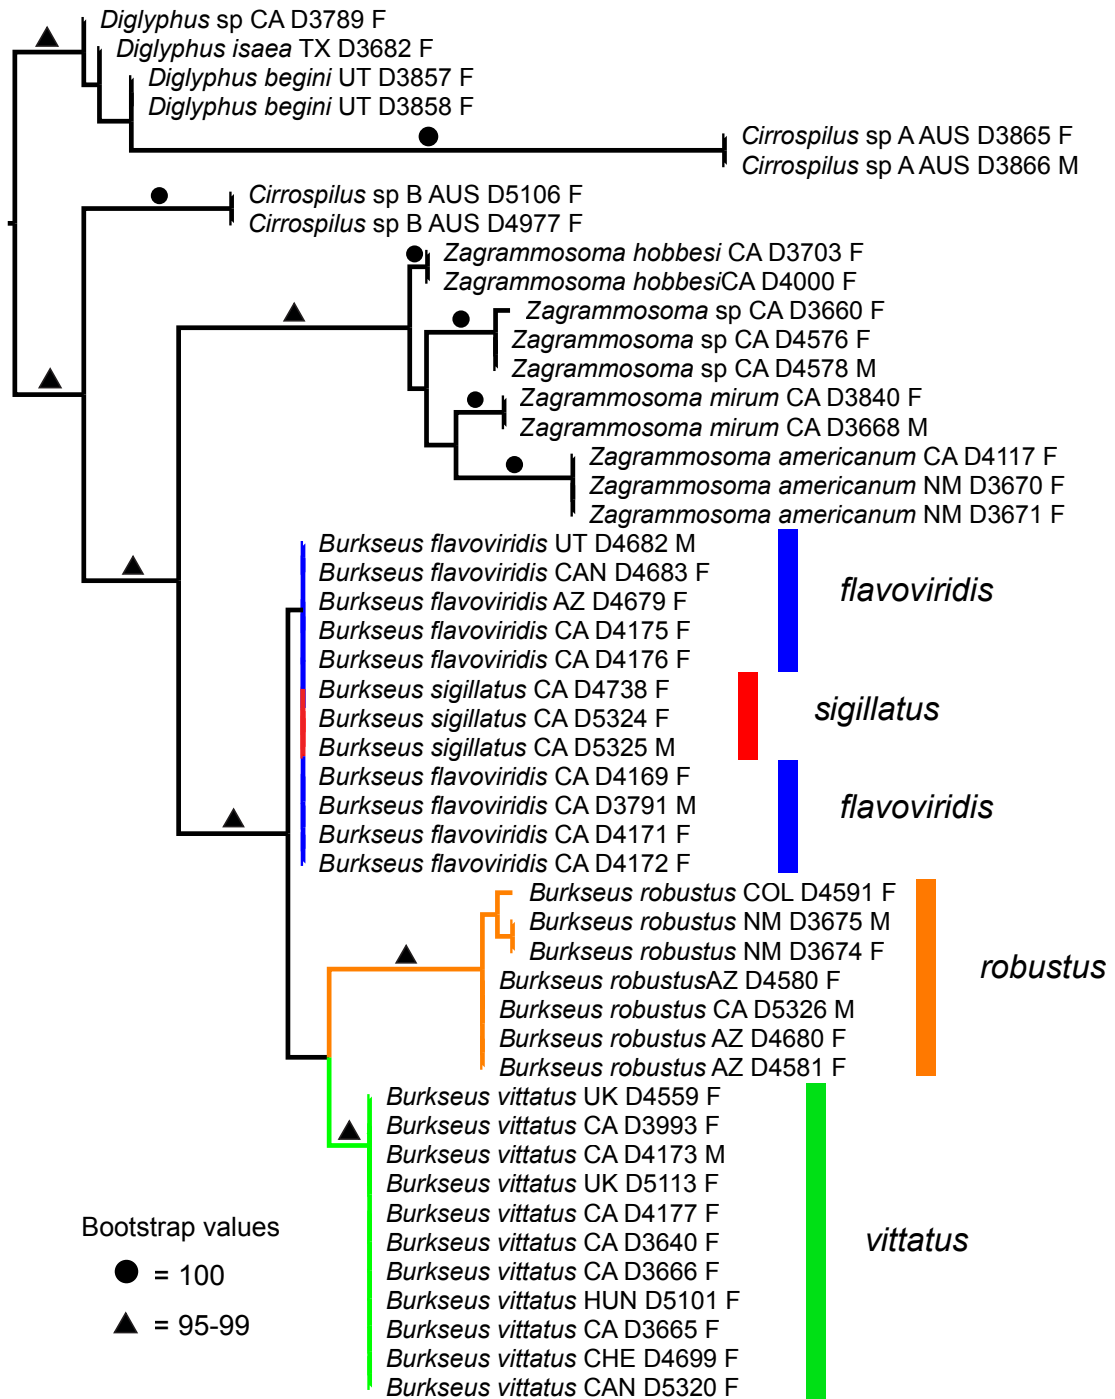 Diglyphus sp CA D3789 F
Diglyphus isaea TX D3682 F
Diglyphus begini UT D3857 F
Diglyphus begini UT D3858 F
Cirrospilus sp A AUS D3865 F
Cirrospilus sp A AUS D3866 M
Cirrospilus sp B AUS D5106 F
Cirrospilus sp B AUS D4977 F
Zagrammosoma hobbesi CA D3703 F
Zagrammosoma hobbesiCA D4000 F
Zagrammosoma sp CA D3660 F
Zagrammosoma sp CA D4576 F
Zagrammosoma sp CA D4578 M
Zagrammosoma mirum CA D3840 F
Zagrammosoma mirum CA D3668 M
Zagrammosoma americanum CA D4117 F
Zagrammosoma americanum NM D3670 F
Zagrammosoma americanum NM D3671 F
Burkseus flavoviridis UT D4682 M
Burkseus flavoviridis CAN D4683 F
Burkseus flavoviridis AZ D4679 F
Burkseus flavoviridis CA D4175 F
Burkseus flavoviridis CA D4176 F
flavoviridis
Burkseus sigillatus CA D4738 F
Burkseus sigillatus CA D5324 F
Burkseus sigillatus CA D5325 M
sigillatus
Burkseus flavoviridis CA D4169 F
Burkseus flavoviridis CA D3791 M
Burkseus flavoviridis CA D4171 F
Burkseus flavoviridis CA D4172 F
flavoviridis
Burkseus robustus COL D4591 F
Burkseus robustus NM D3675 M
Burkseus robustus NM D3674 F
Burkseus robustusAZ D4580 F
Burkseus robustus CA D5326 M
Burkseus robustus AZ D4680 F
Burkseus robustus AZ D4581 F
robustus
Burkseus vittatus UK D4559 F
Burkseus vittatus CA D3993 F
Burkseus vittatus CA D4173 M
Burkseus vittatus UK D5113 F
Burkseus vittatus CA D4177 F
Burkseus vittatus CA D3640 F
Burkseus vittatus CA D3666 F
Burkseus vittatus HUN D5101 F
Burkseus vittatus CA D3665 F
Burkseus vittatus CHE D4699 F
Burkseus vittatus CAN D5320 F
vittatus
Bootstrap values
= 100
= 95-99